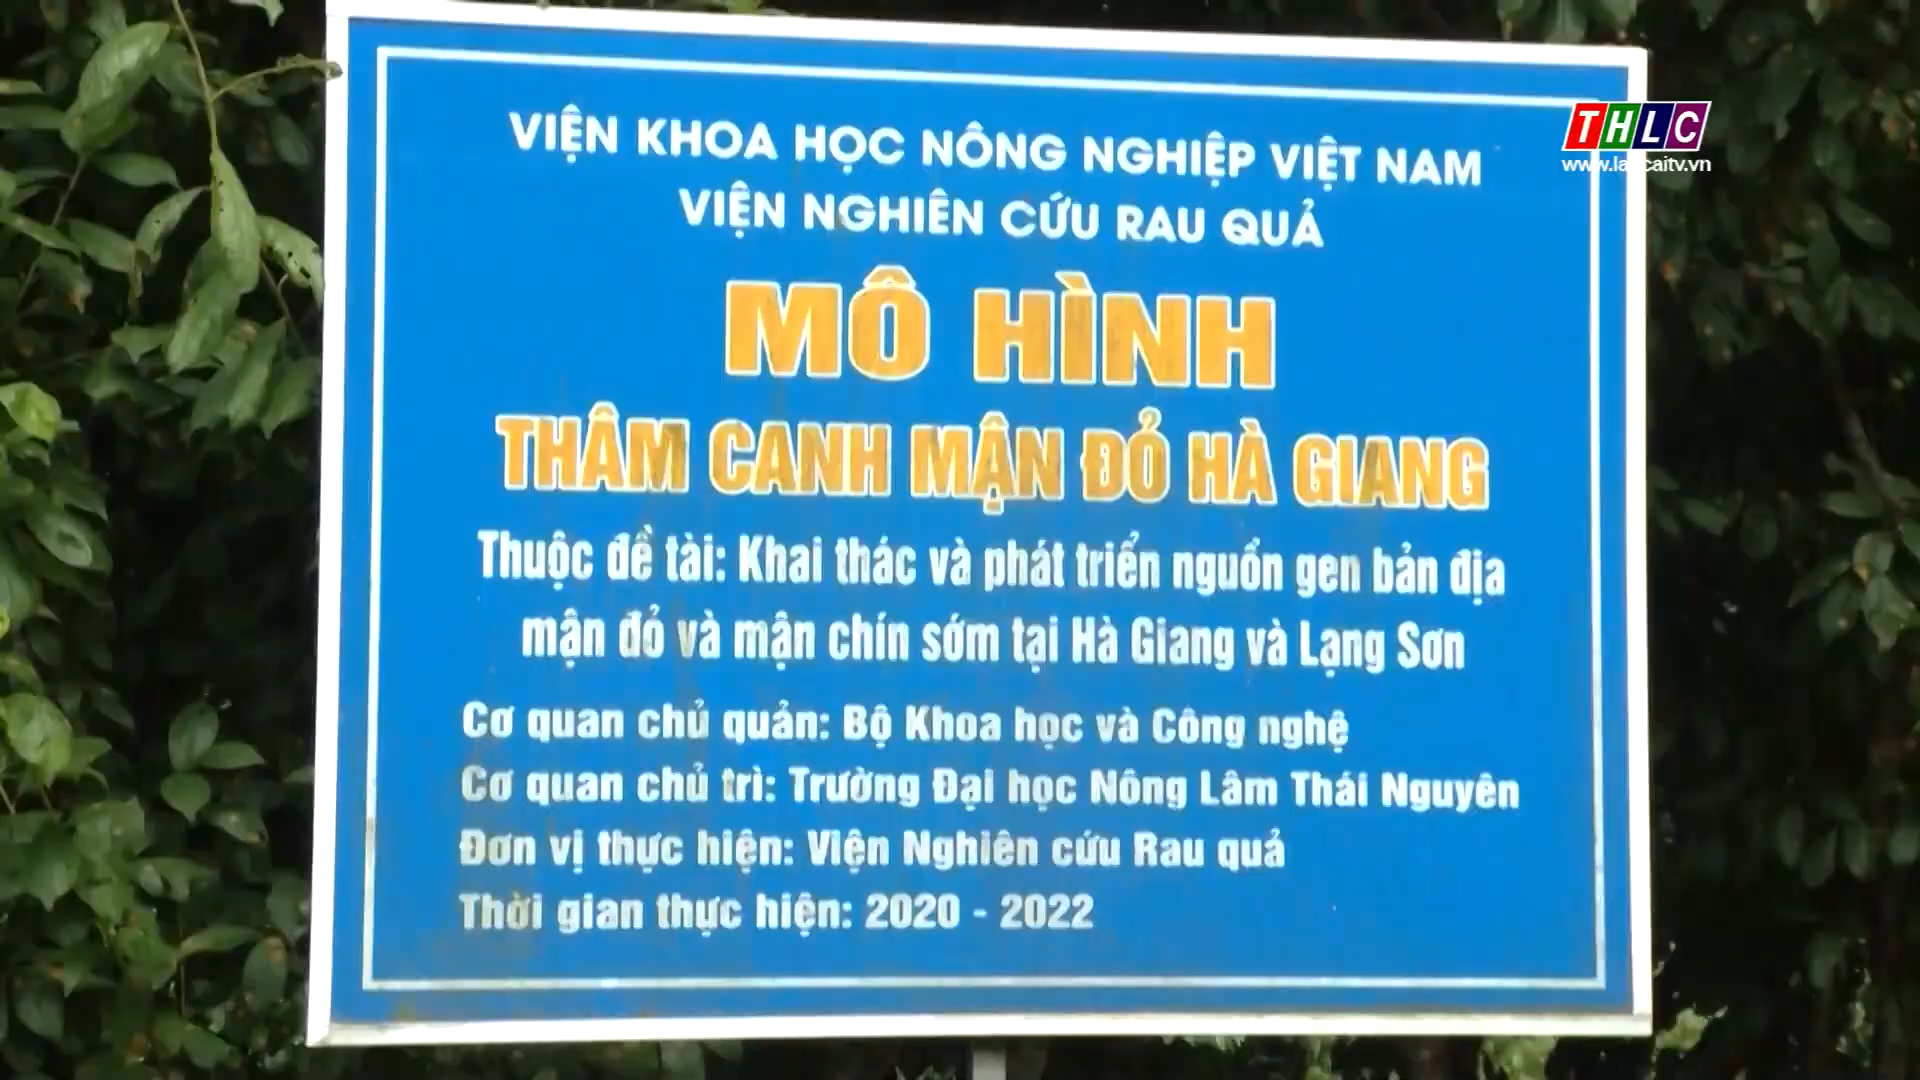 VIỆN KHOA HỌC NÔNG NGHIỆP VIỆT NAM
THLC
www.laocaitv.vn
VIỆN NGHIÊN CỨU RAU QUẢ
MÔ HÌNH
THÂM CANH MẬN ĐỎ HÀ GIANG
Thuộc đề tài: Khai thác và phát triển nguồn gen bản địa
mận đỏ và mận chín sớm tại Hà Giang và Lạng Sơn
Cơ quan chủ quản: Bộ Khoa học và Công nghệ
Cơ quan chủ trì: Trường Đại học Nông Lâm Thái Nguyên
Đơn vị thực hiện: Viện Nghiên cứu Rau quả
Thời gian thực hiện: 2020 - 2022